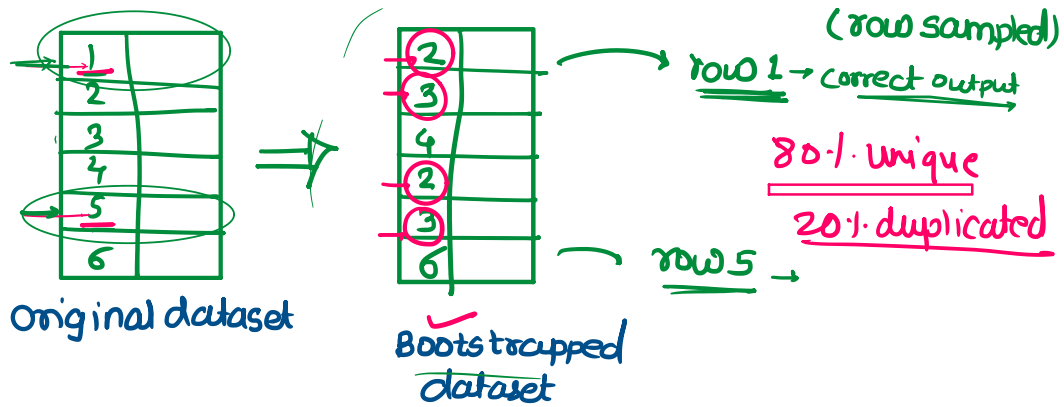 (row sampled)
1
2
3
4
5
6
2
3
4
2
3
6
row 1 → correct output
80% unique
20% duplicated
row 5 →
original dataset
Bootstrapped
dataset